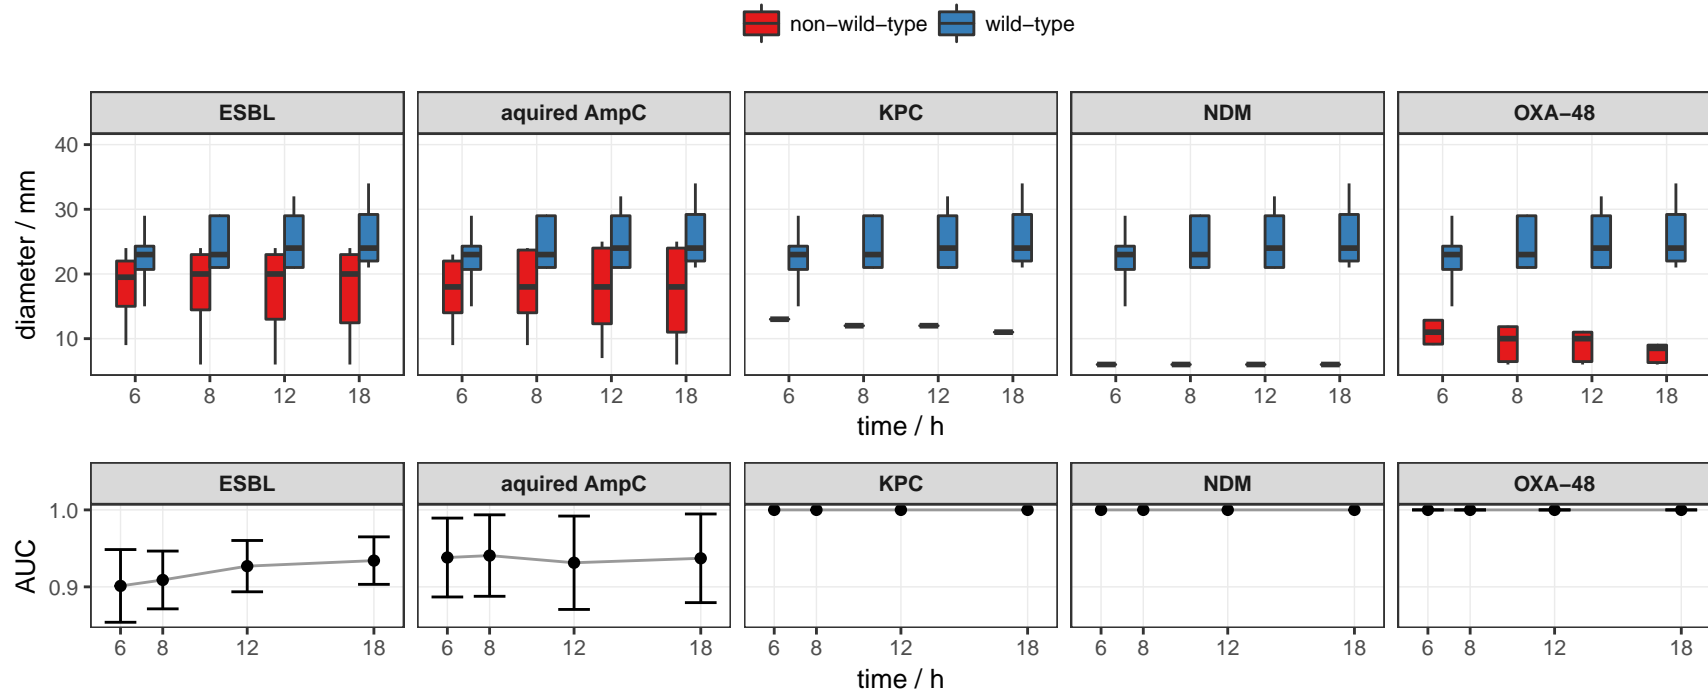 non−wild−type wild−type
ESBL aquired AmpC KPC NDM OXA−48
diameter / mm
40
30
20
10
6 8 12 18 6 8 12 18 6 8 12 18 6 8 12 18 6 8 12 18
time / h
ESBL aquired AmpC KPC NDM OXA−48
AUC
1.0
0.9
6 8 12 18 6 8 12 18 6 8 12 18 6 8 12 18 6 8 12 18
time / h